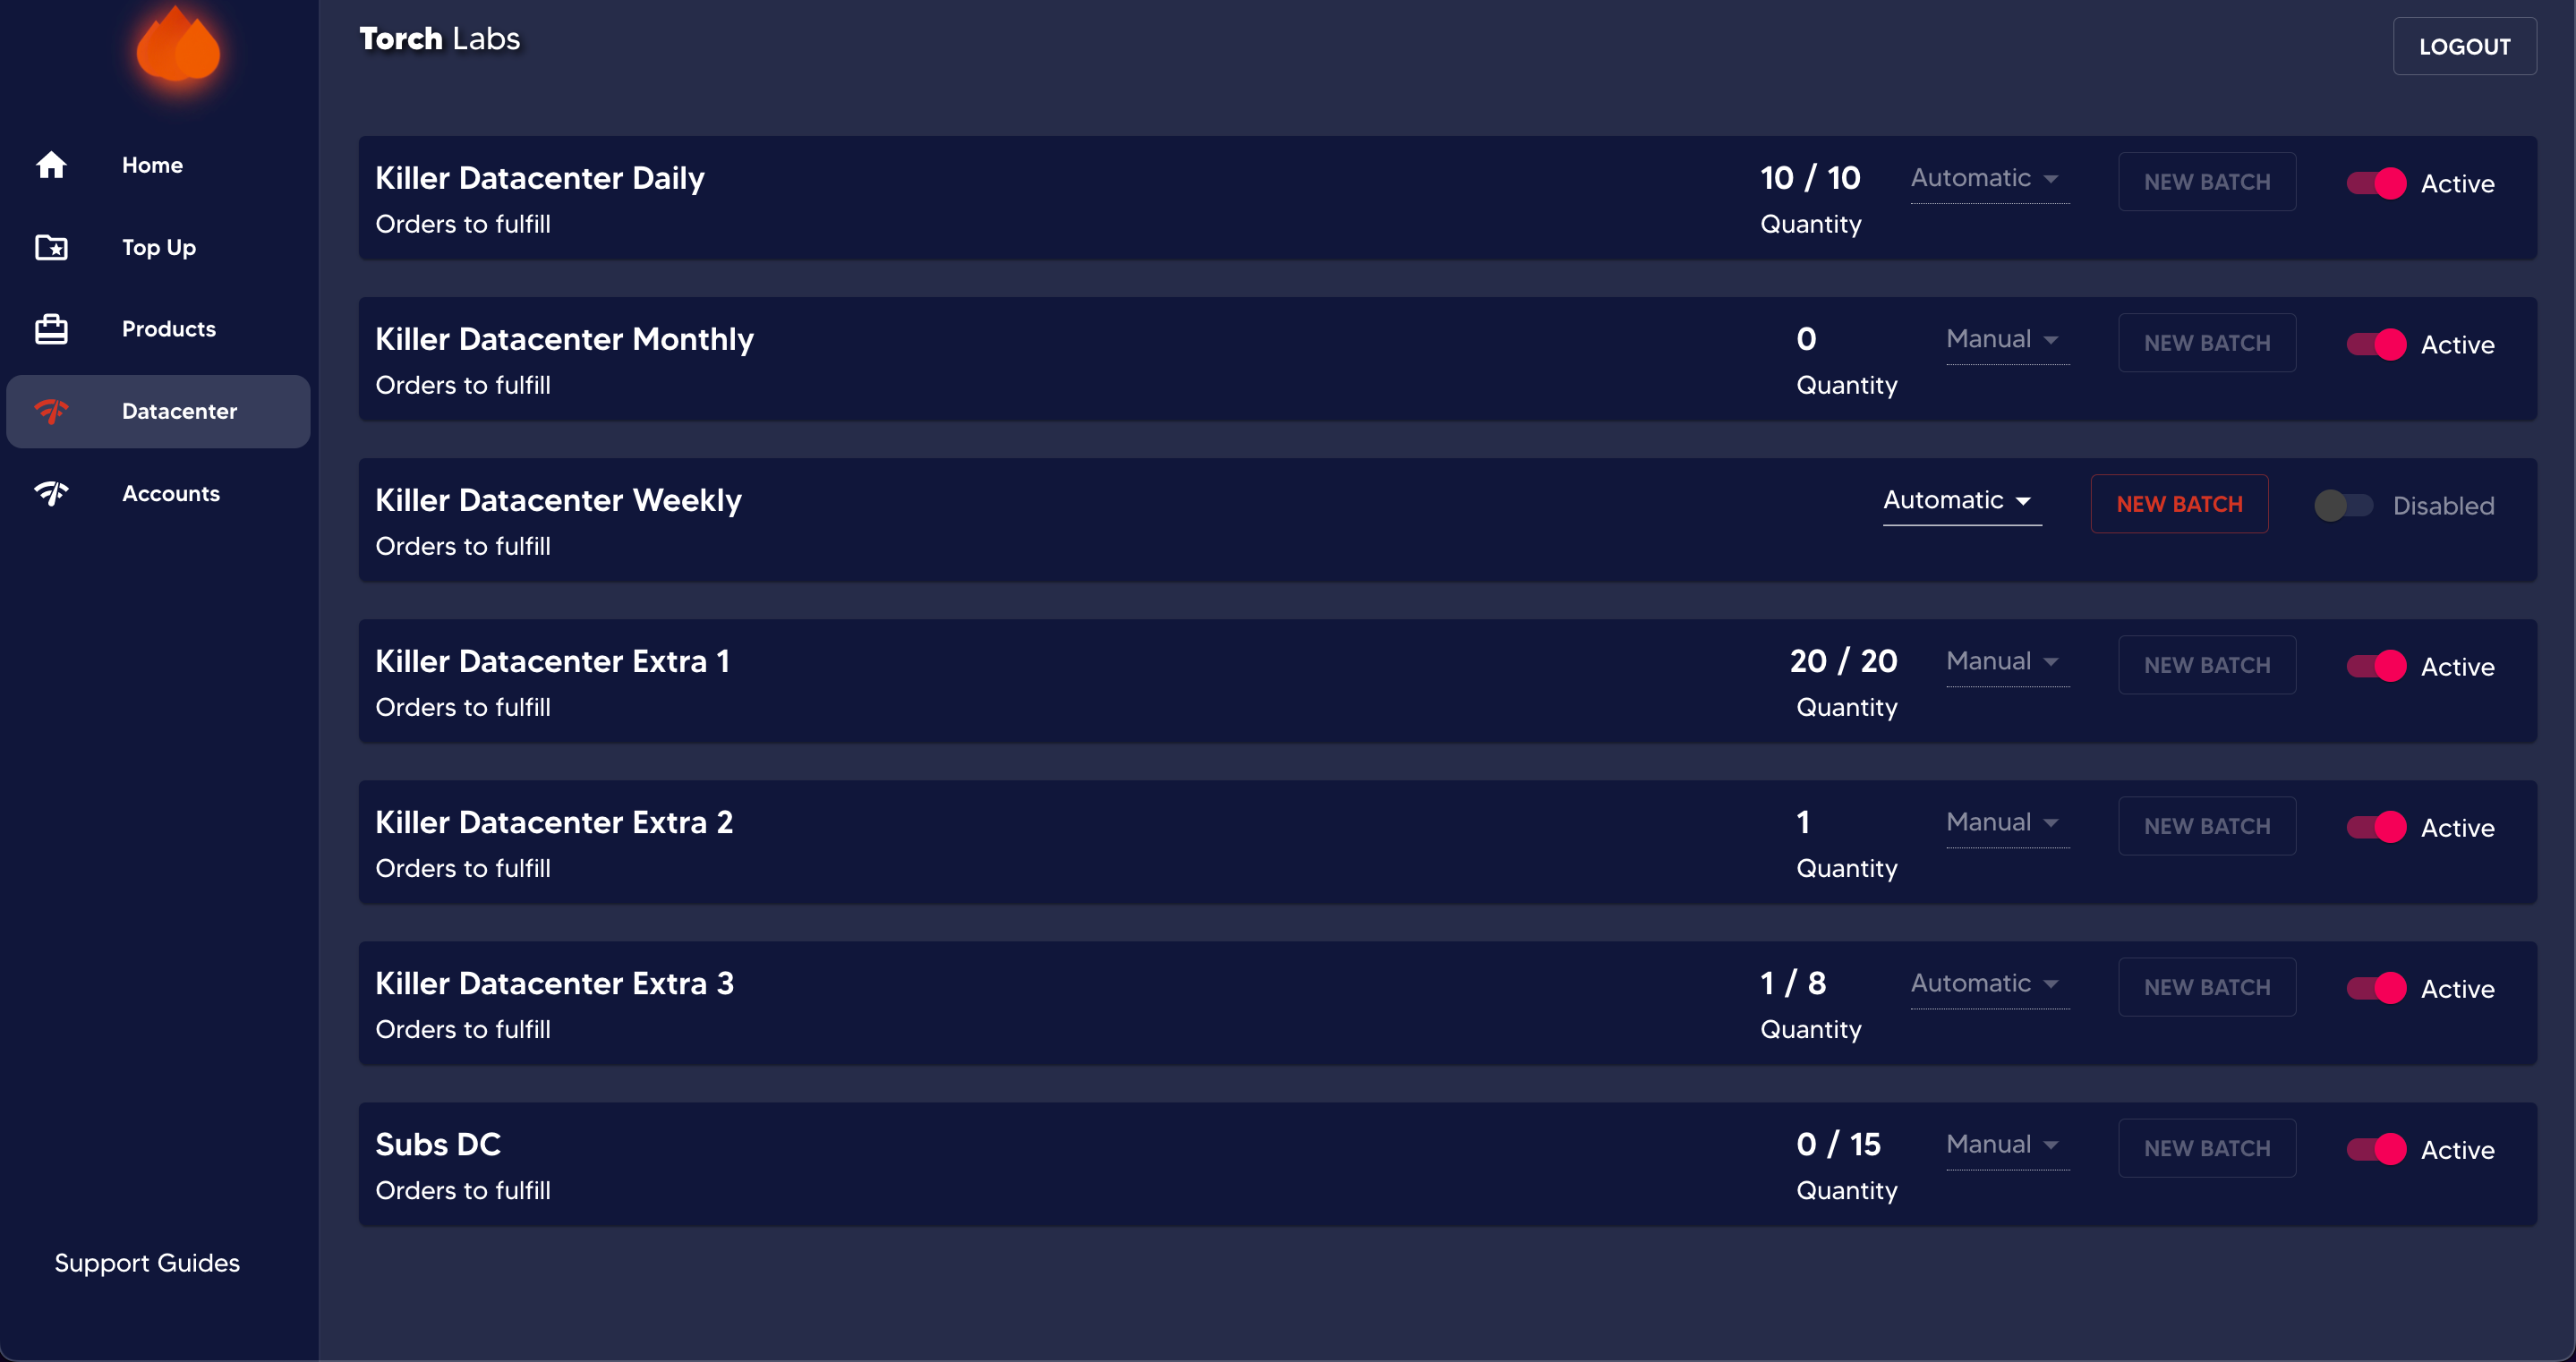 Torch Labs
LOGOUT
Home
Top Up
Products
Datacenter
Accounts
Support Guides
Killer Datacenter Daily
Orders to fulfill
10 / 10
Quantity
Automatic
NEW BATCH
Active
Killer Datacenter Monthly
Orders to fulfill
0
Quantity
Manual
NEW BATCH
Active
Killer Datacenter Weekly
Orders to fulfill
Automatic
NEW BATCH
Disabled
Killer Datacenter Extra 1
Orders to fulfill
20 / 20
Quantity
Manual
NEW BATCH
Active
Killer Datacenter Extra 2
Orders to fulfill
1
Quantity
Manual
NEW BATCH
Active
Killer Datacenter Extra 3
Orders to fulfill
1 / 8
Quantity
Automatic
NEW BATCH
Active
Subs DC
Orders to fulfill
0 / 15
Quantity
Manual
NEW BATCH
Active